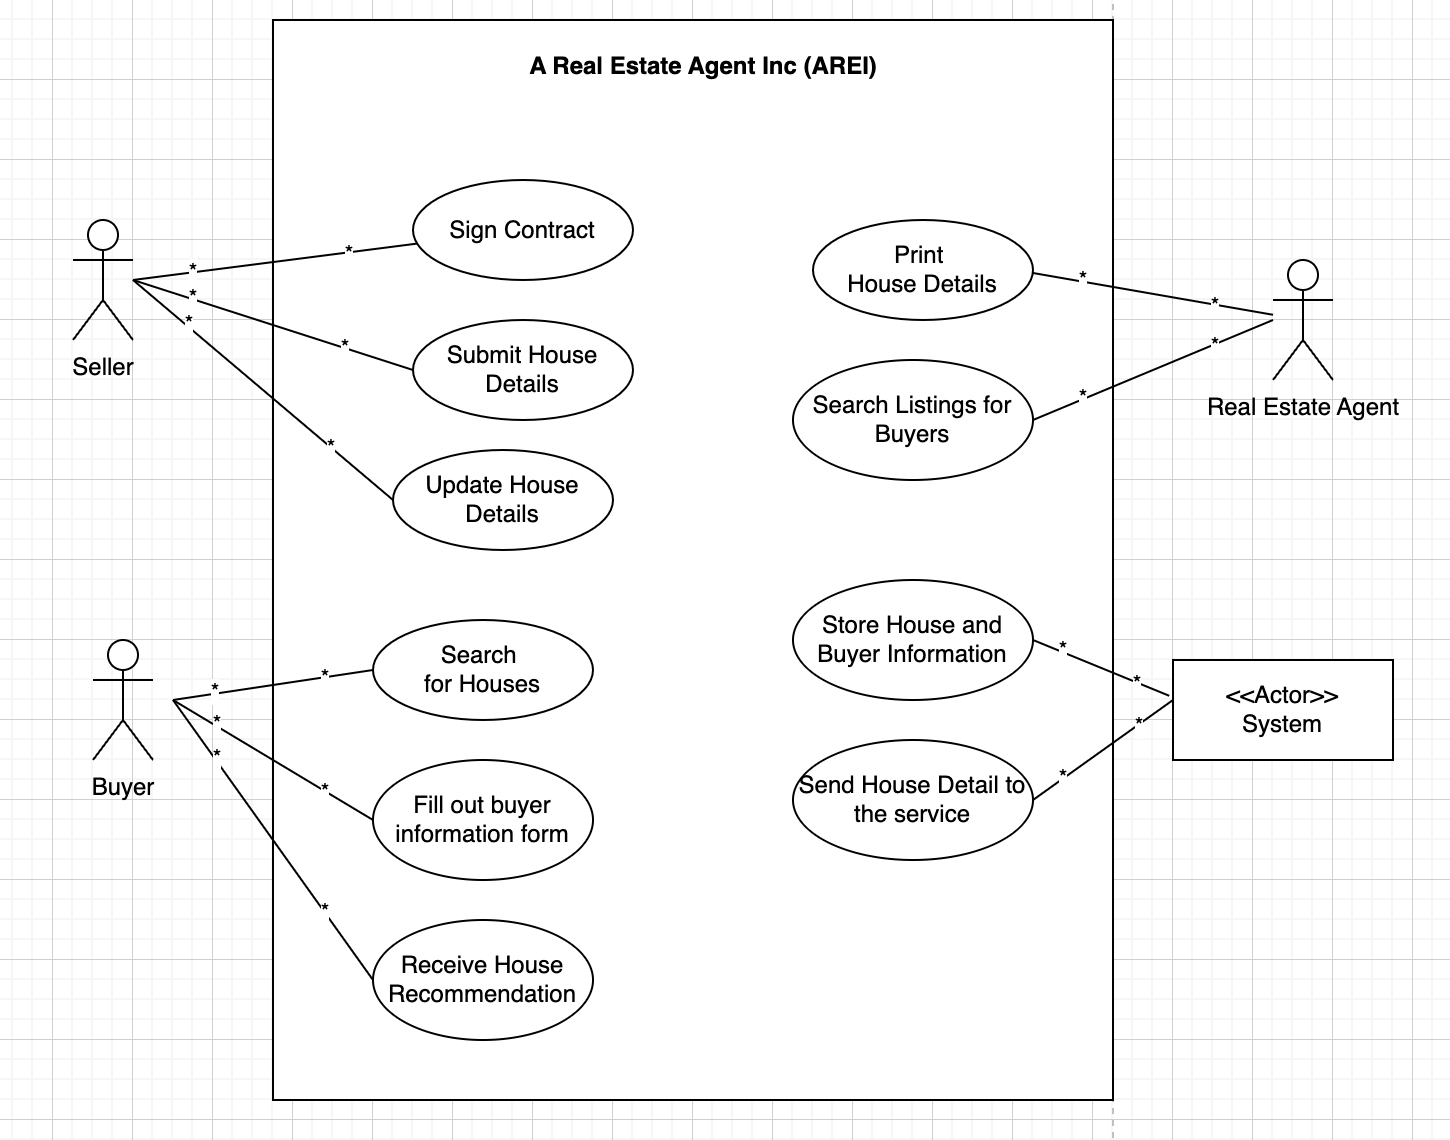 A Real Estate Agent Inc (AREI)
Sign Contract
*
*
*
*
*
*
Seller
Submit House
Details
Update House
Details
Print
House Details
*
*
*
*
Search Listings for
Buyers
Real Estate Agent
Search
for Houses
*
*
*
*
*
*
Buyer
Fill out buyer
information form
Receive House
Recommendation
Store House and
Buyer Information
*
*
*
*
<<Actor>>
System
Send House Detail to
the service